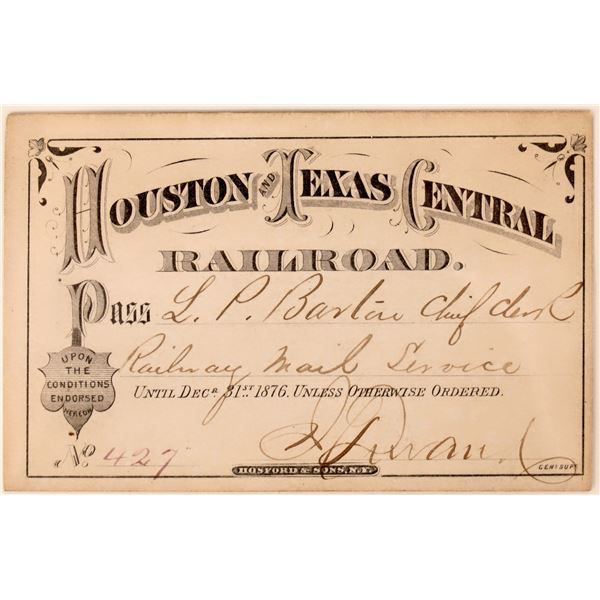 HOUSTON AND TEXAS CENTRAL
RAILROAD.
Pass L. P. Barton chief clerk
Railway Mail Service
UPON
THE
CONDITIONS
ENDORSED
HEREON
UNTIL DECR. 31ST. 1876. UNLESS OTHERWISE ORDERED.
No 427
HOSFORD & SONS, N.Y.
GEN'L SUPT